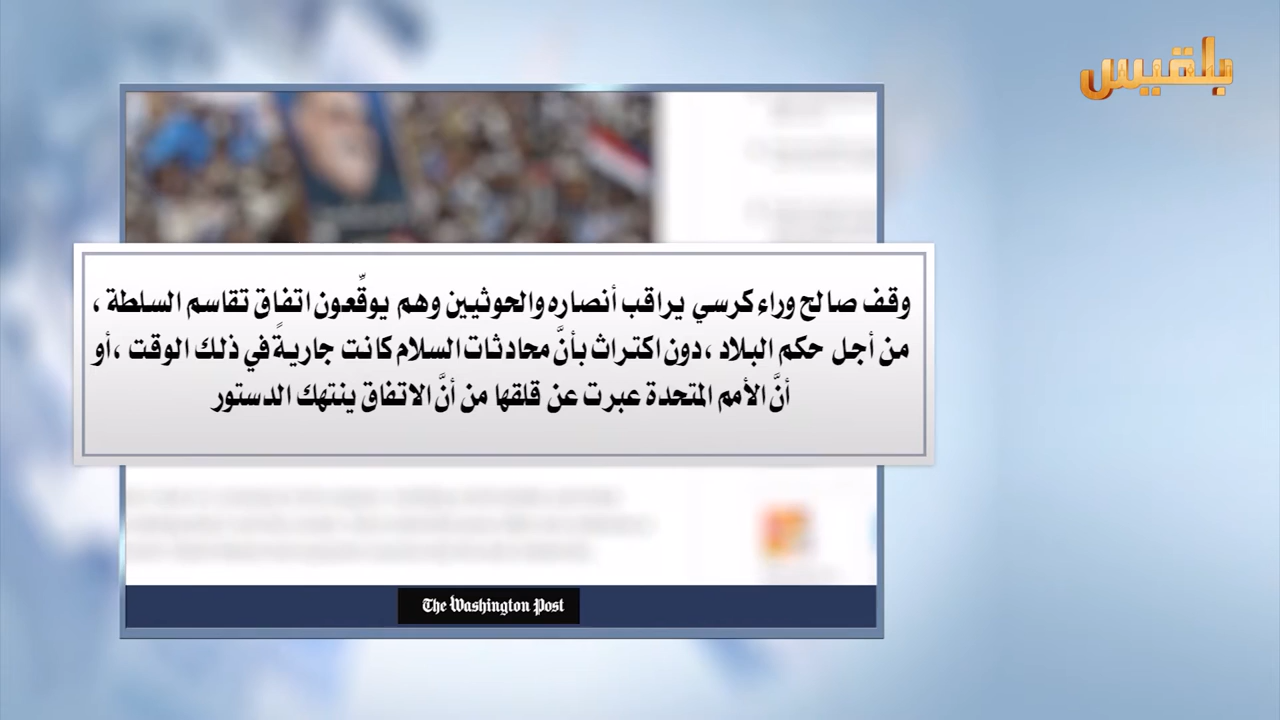 بلقيس
وقف صالح وراء كرسي يراقب أنصاره والحوثيين وهم يوقِّعون اتفاق تقاسم السلطة ،
من أجل حكم البلاد ،دون اكتراث بأنَّ محادثات السلام كانت جاريةً في ذلك الوقت ،أو
أنَّ الأمم المتحدة عبرت عن قلقها من أنَّ الاتفاق ينتهك الدستور
The Washington Post